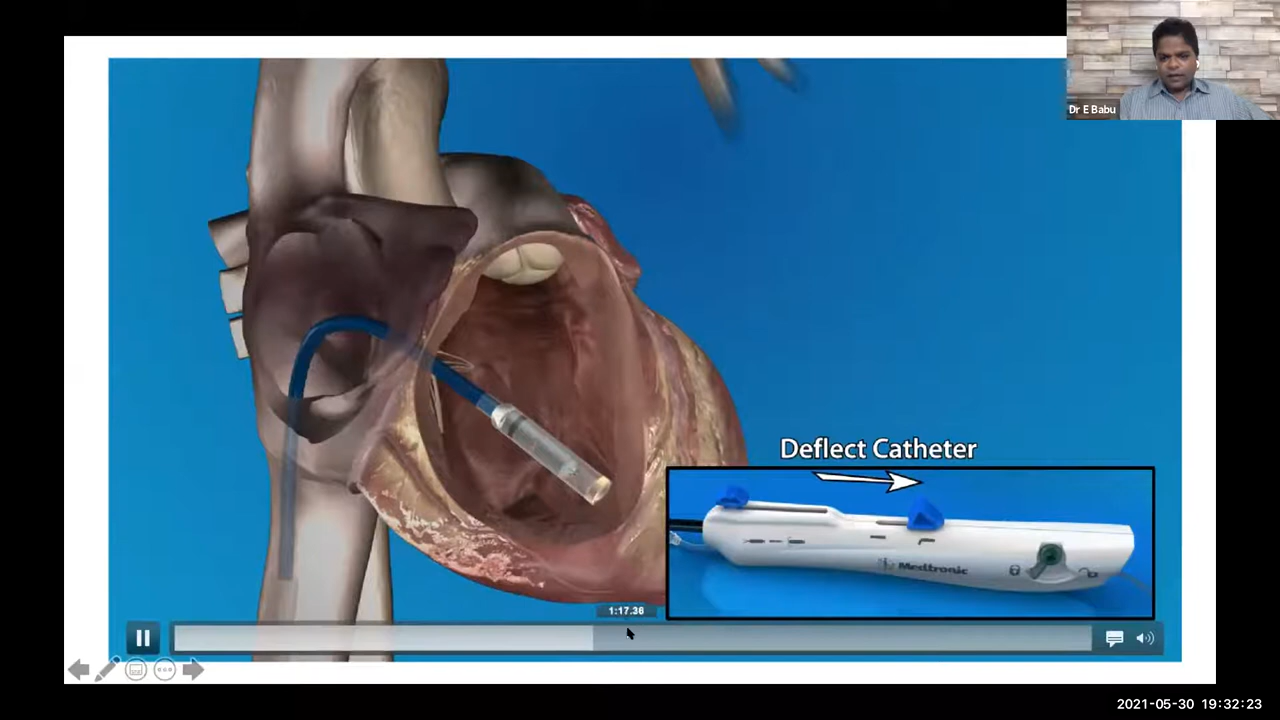 Dr E Babu
Deflect Catheter
Medtronic
1:17.36
2021-05-30 19:32:23